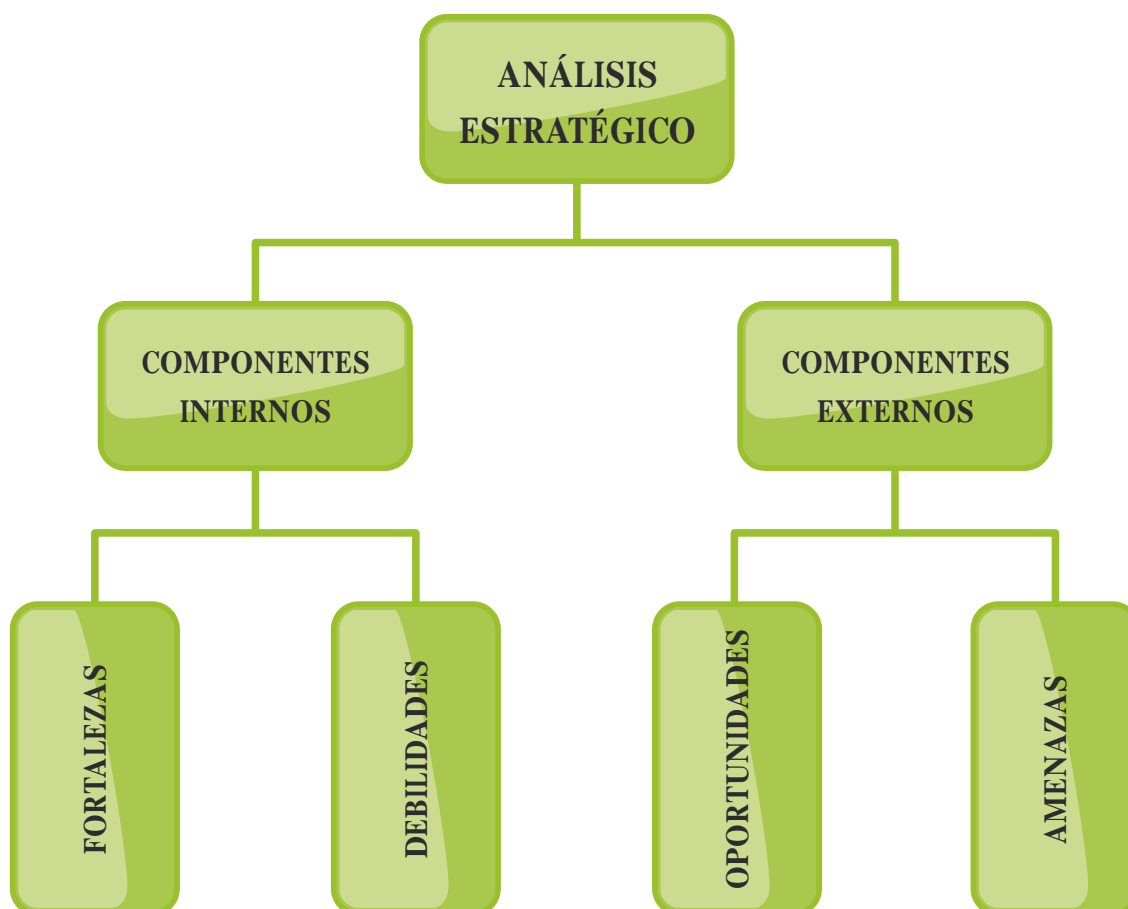 ANÁLISIS
ESTRATÉGICO
COMPONENTES
INTERNOS
COMPONENTES
EXTERNOS
FORTALEZAS
DEBILIDADES
OPORTUNIDADES
AMENAZAS